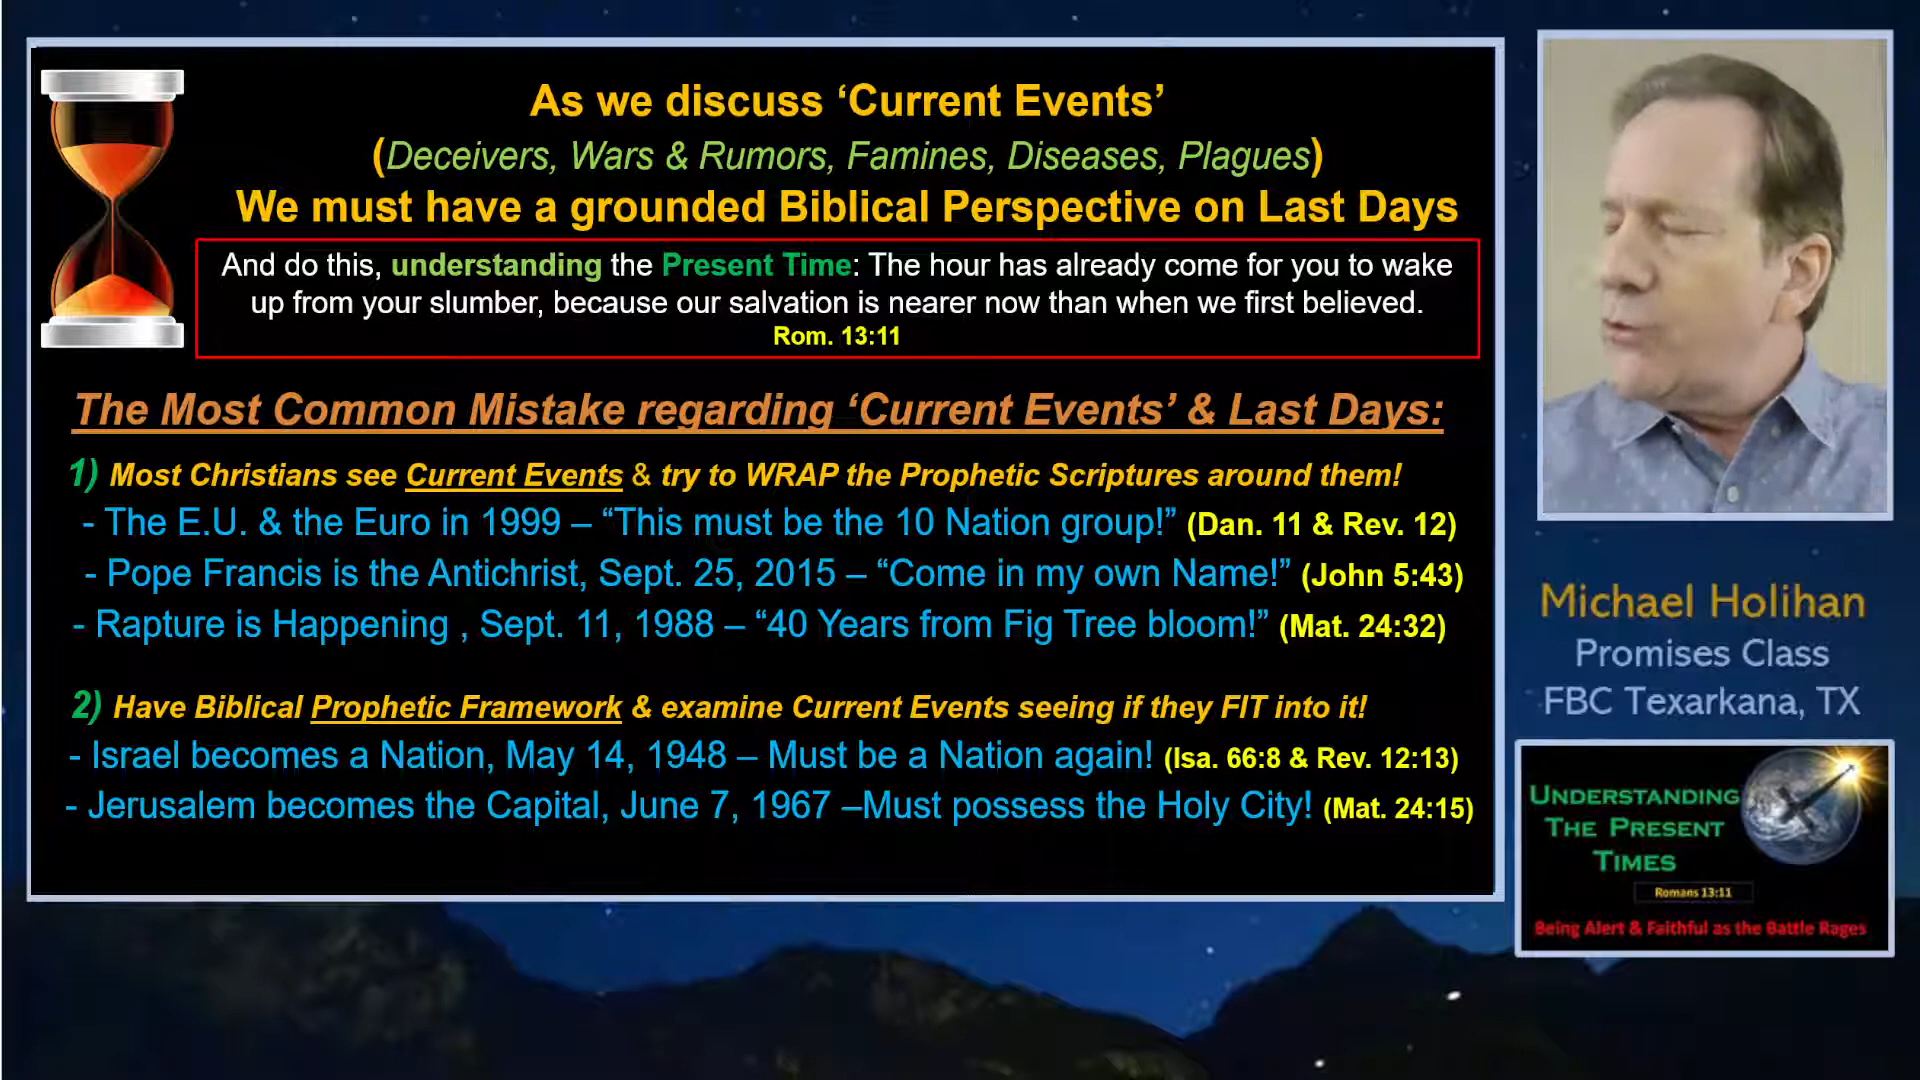 As we discuss ‘Current Events’
(Deceivers, Wars & Rumors, Famines, Diseases, Plagues)
We must have a grounded Biblical Perspective on Last Days
And do this, understanding the Present Time: The hour has already come for you to wake
up from your slumber, because our salvation is nearer now than when we first believed.
Rom. 13:11
The Most Common Mistake regarding ‘Current Events’ & Last Days:
1) Most Christians see Current Events & try to WRAP the Prophetic Scriptures around them!
- The E.U. & the Euro in 1999 – “This must be the 10 Nation group!” (Dan. 11 & Rev. 12)
- Pope Francis is the Antichrist, Sept. 25, 2015 – “Come in my own Name!” (John 5:43)
- Rapture is Happening , Sept. 11, 1988 – “40 Years from Fig Tree bloom!” (Mat. 24:32)
2) Have Biblical Prophetic Framework & examine Current Events seeing if they FIT into it!
- Israel becomes a Nation, May 14, 1948 – Must be a Nation again! (Isa. 66:8 & Rev. 12:13)
- Jerusalem becomes the Capital, June 7, 1967 –Must possess the Holy City! (Mat. 24:15)
Michael Holihan
Promises Class
FBC Texarkana, TX
Understanding
The Present
Times
Romans 13:11
Being Alert & Faithful as the Battle Rages